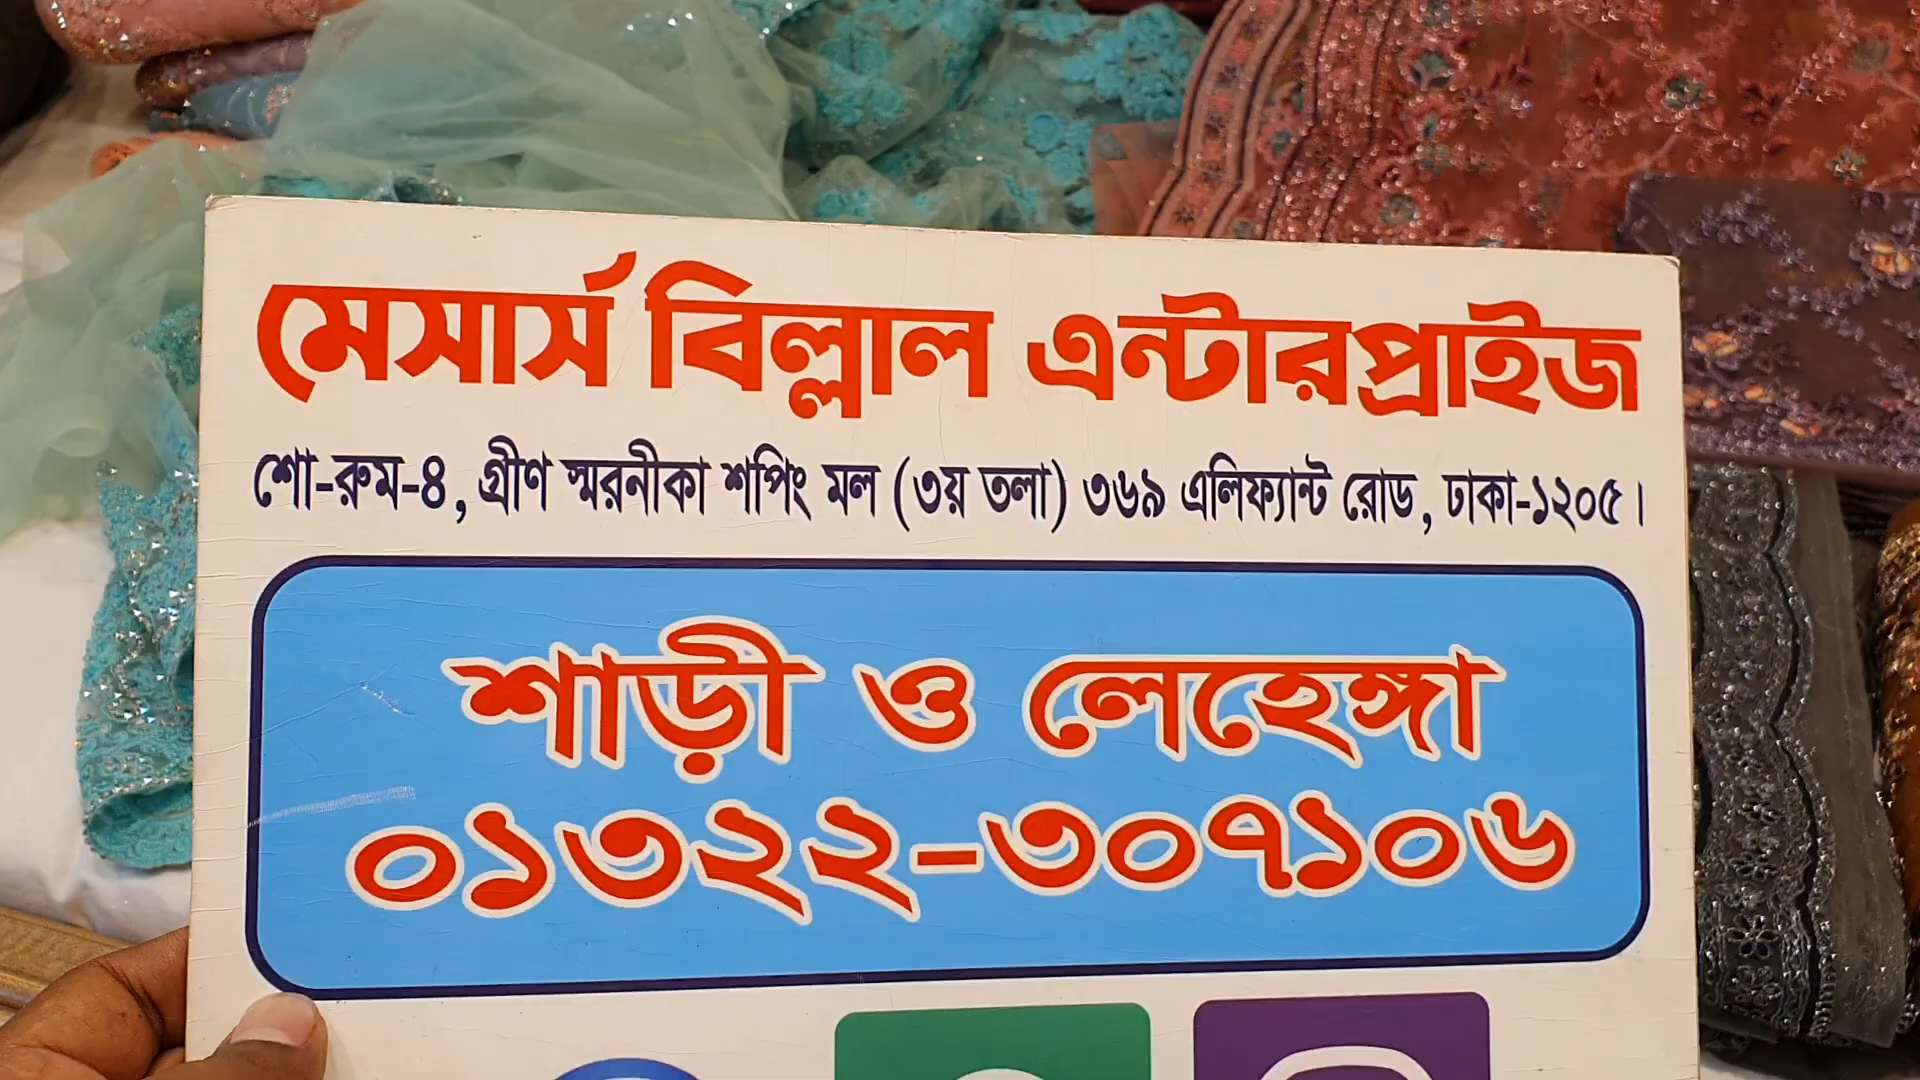 মেসার্স বিল্লাল এন্টারপ্রাইজ
শো-রুম-৪, গ্রীণ স্মরনীকা শপিং মল (৩য় তলা) ৩৬৯ এলিফ্যান্ট রোড, ঢাকা-১২০৫।
শাড়ী ও লেহেঙ্গা
০১৩২২-৩০৭১০৬